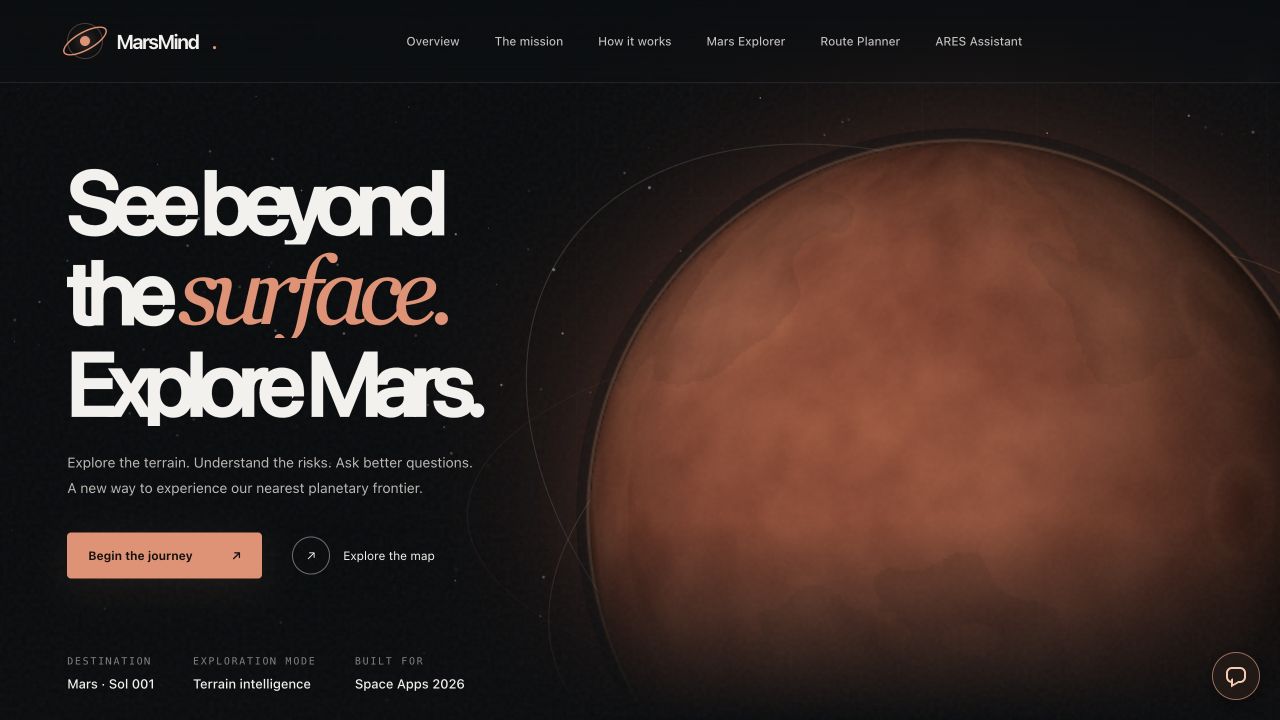 MarsMind.
Overview
The mission
How it works
Mars Explorer
Route Planner
ARES Assistant
See beyond
the surface.
Explore Mars.
Explore the terrain. Understand the risks. Ask better questions.
A new way to experience our nearest planetary frontier.
Begin the journey
Explore the map
DESTINATION
Mars · Sol 001
EXPLORATION MODE
Terrain intelligence
BUILT FOR
Space Apps 2026